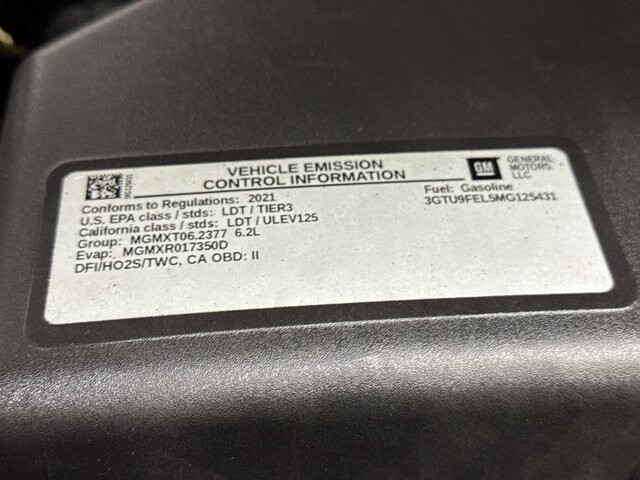 VEHICLE EMISSION
CONTROL INFORMATION
GM
GENERAL
MOTORS
LLC
Conforms to Regulations: 2021
U.S. EPA class / stds: LDT / TIER3
California class / stds: LDT / ULEV125
Group: MGMXT06.2377 6.2L
Evap: MGMXR017350D
DFI/HO2S/TWC, CA OBD: II
Fuel: Gasoline
3GTU9FEL5MG125431